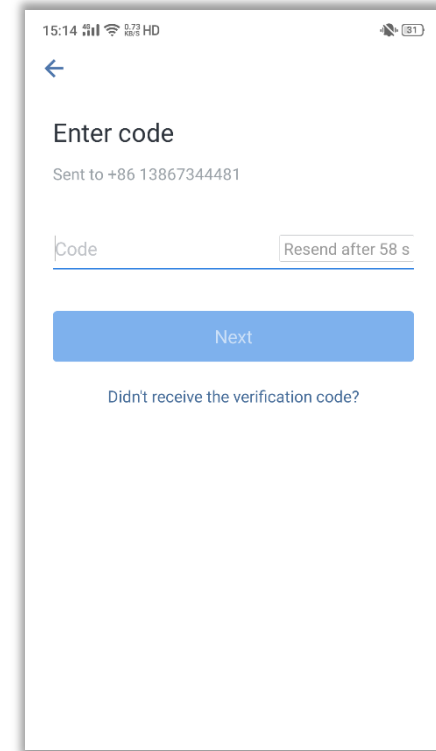 15:14 4G 0.73 KB/S HD 31
Enter code
Sent to +86 13867344481
Code Resend after 58 s
Next
Didn't receive the verification code?